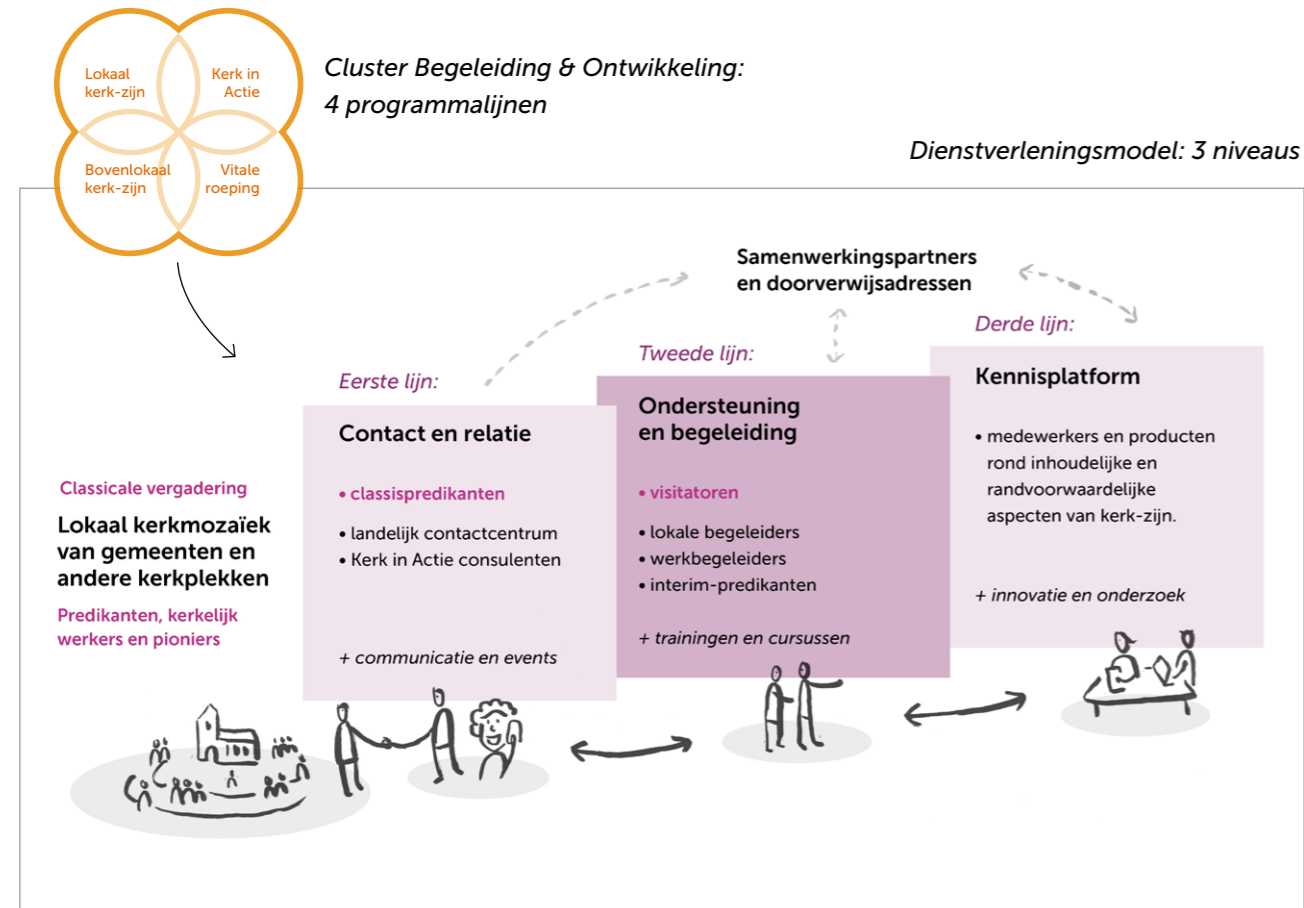 Lokaal
kerk-zijn
Kerk in
Actie
Bovenlokaal
kerk-zijn
Vitale
roeping
Cluster Begeleiding & Ontwikkeling:
4 programmalijnen
Dienstverleningsmodel: 3 niveaus
Samenwerkingspartners
en doorverwijsadressen
Classicale vergadering
Lokaal kerkmozaïek
van gemeenten en
andere kerkplekken
Predikanten, kerkelijk
werkers en pioniers
Eerste lijn:
Contact en relatie
• classispredikanten
• landelijk contactcentrum
• Kerk in Actie consulenten
+ communicatie en events
Tweede lijn:
Ondersteuning
en begeleiding
• visitatoren
• lokale begeleiders
• werkbegeleiders
• interim-predikanten
+ trainingen en cursussen
Derde lijn:
Kennisplatform
• medewerkers en producten
rond inhoudelijke en
randvoorwaardelijke
aspecten van kerk-zijn.
+ innovatie en onderzoek